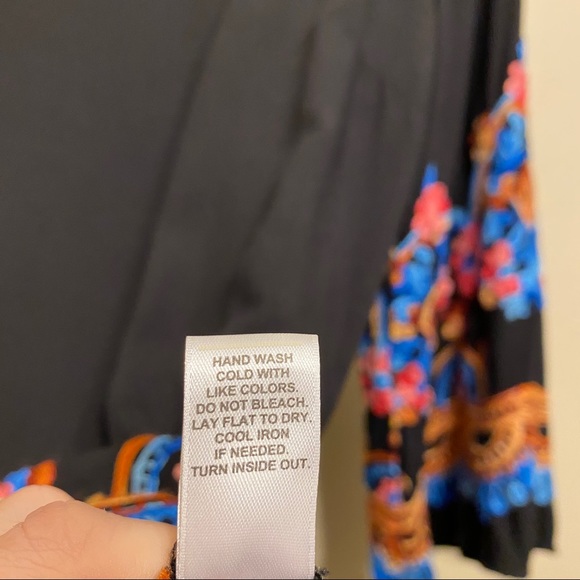 HAND WASH
COLD WITH
LIKE COLORS.
DO NOT BLEACH.
LAY FLAT TO DRY.
COOL IRON
IF NEEDED.
TURN INSIDE OUT.